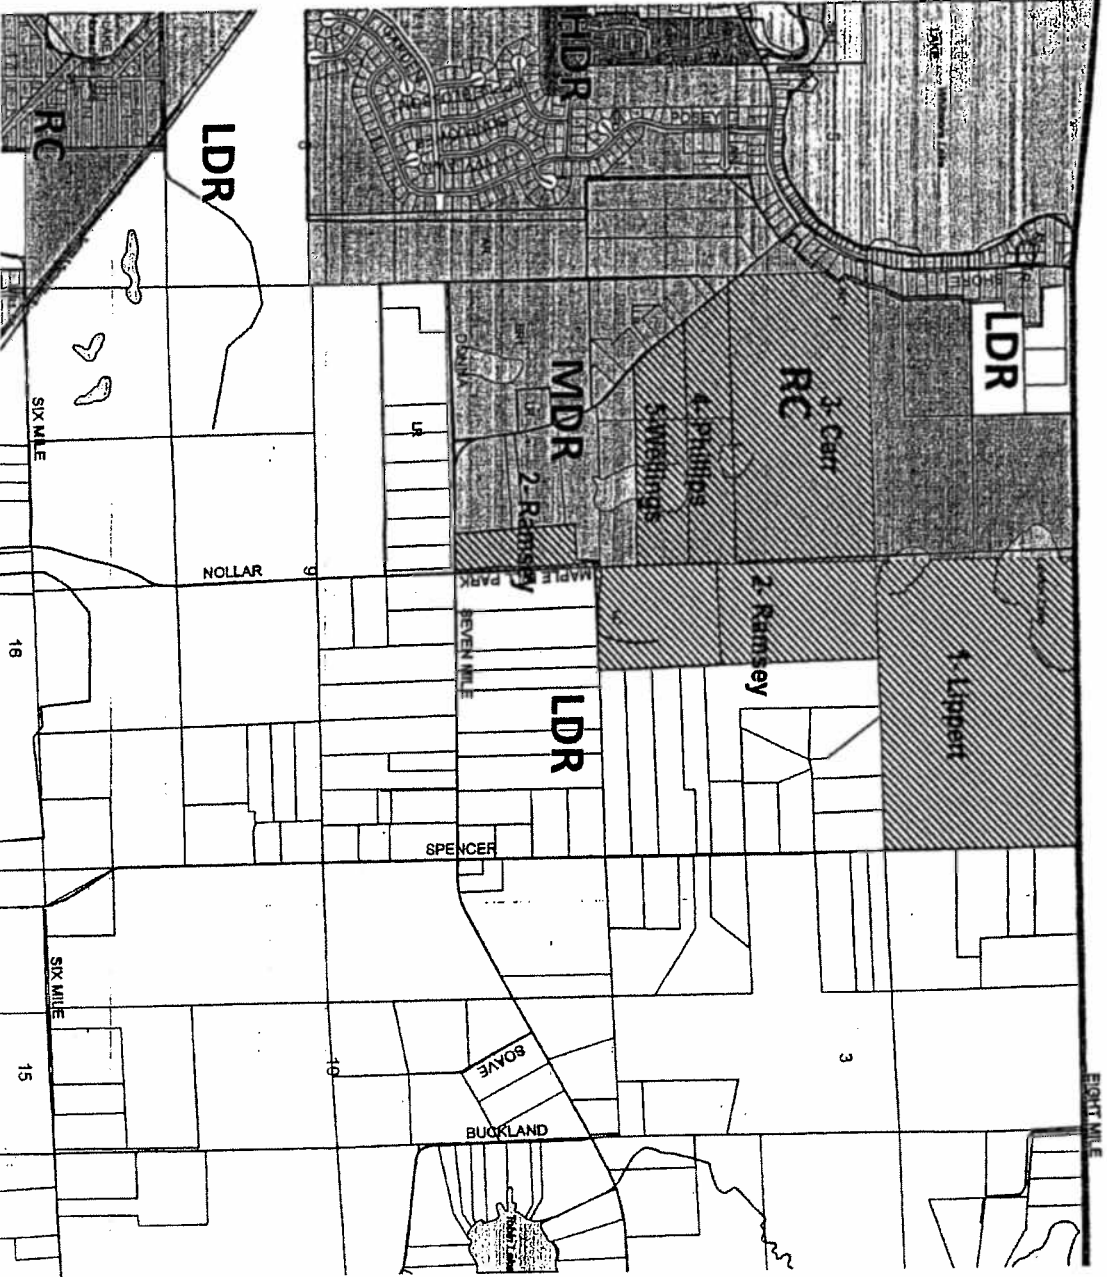 EIGHT MILE
LDR
1- Lippett
3- Carr
RC
2- Ramsey
3
4-Phillips
5-Wellings
SHORE
POSEY
HDR
MDR
2- Ramsey
MAPLE
PARK
LDR
SEVEN MILE
SPENCER
SOAVE
BUCKLAND
LR
GARDEN
NOLLAR
9
10
LDR
RC
SIX MILE
16
SIX MILE
15